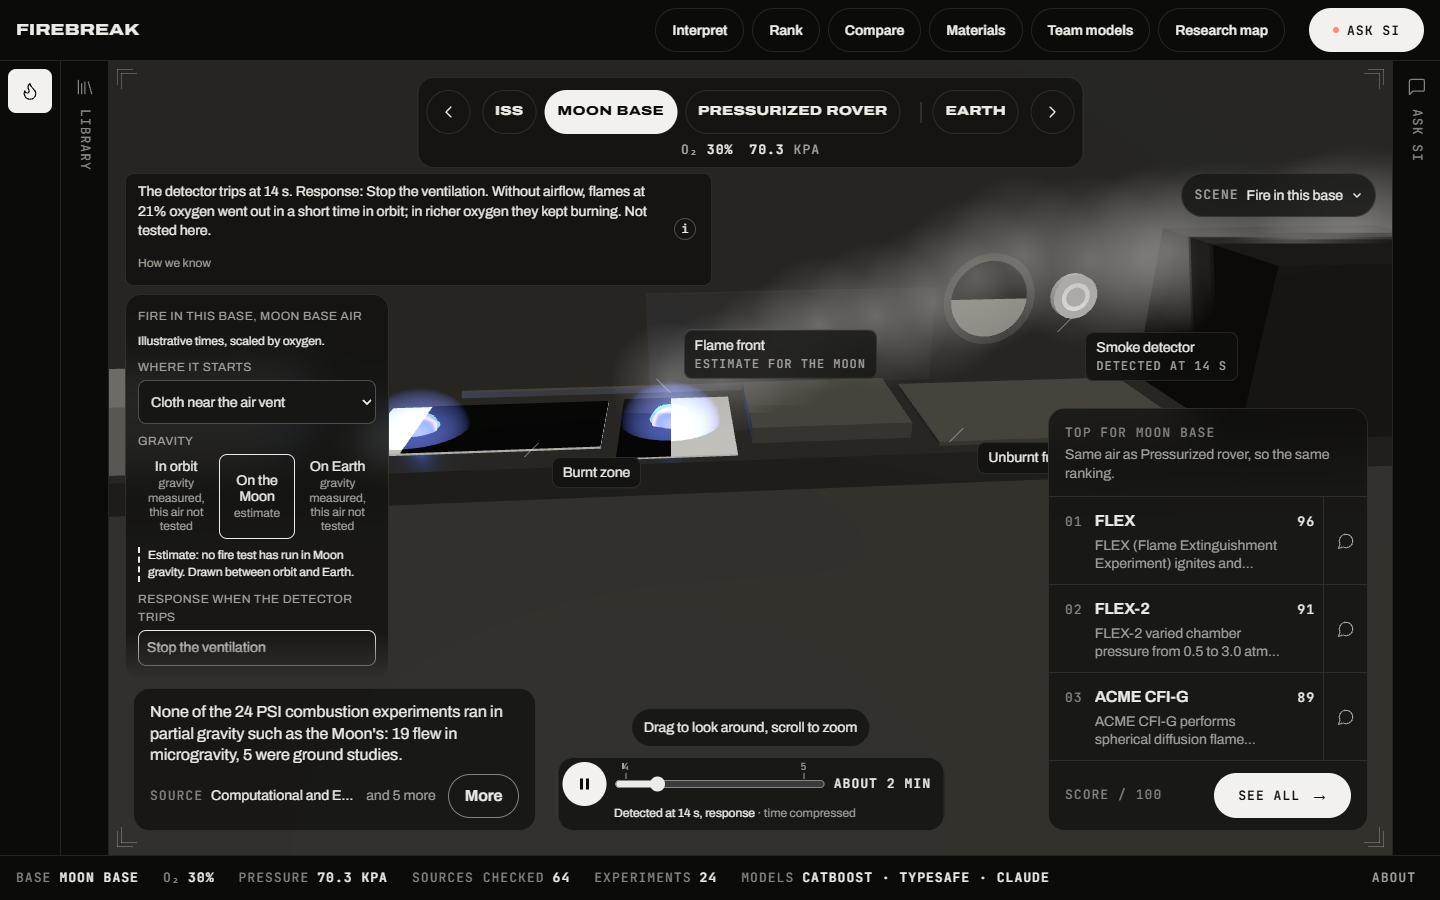 FIREBREAK
Interpret
Rank
Compare
Materials
Team models
Research map
ASK SI
LIBRARY
ISS
MOON BASE
PRESSURIZED ROVER
EARTH
O₂ 30% 70.3 KPA
ASK SI
The detector trips at 14 s. Response: Stop the ventilation. Without airflow, flames at
21% oxygen went out in a short time in orbit; in richer oxygen they kept burning. Not
tested here.
i
How we know
SCENE Fire in this base
FIRE IN THIS BASE, MOON BASE AIR
Illustrative times, scaled by oxygen.
WHERE IT STARTS
Cloth near the air vent
GRAVITY
In orbit
gravity
measured,
this air not
tested
On the
Moon
estimate
On Earth
gravity
measured,
this air not
tested
Estimate: no fire test has run in Moon
gravity. Drawn between orbit and Earth.
RESPONSE WHEN THE DETECTOR
TRIPS
Stop the ventilation
Flame front
ESTIMATE FOR THE MOON
Smoke detector
DETECTED AT 14 S
Burnt zone
Unburnt
TOP FOR MOON BASE
Same air as Pressurized rover, so the same
ranking.
01 FLEX 96
FLEX (Flame Extinguishment
Experiment) ignites and...
02 FLEX-2 91
FLEX-2 varied chamber
pressure from 0.5 to 3.0 atm...
03 ACME CFI-G 89
ACME CFI-G performs
spherical diffusion flame...
SCORE / 100
SEE ALL →
None of the 24 PSI combustion experiments ran in
partial gravity such as the Moon's: 19 flew in
microgravity, 5 were ground studies.
SOURCE Computational and E... and 5 more
More
Drag to look around, scroll to zoom
5
ABOUT 2 MIN
Detected at 14 s, response · time compressed
BASE MOON BASE O₂ 30% PRESSURE 70.3 KPA SOURCES CHECKED 64 EXPERIMENTS 24 MODELS CATBOOST · TYPESAFE · CLAUDE
ABOUT